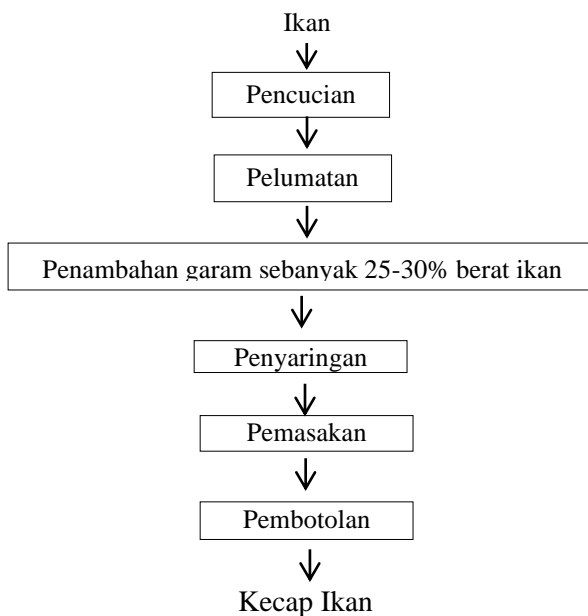 Ikan
Pencucian
Pelumatan
Penambahan garam sebanyak 25-30% berat ikan
Penyaringan
Pemasakan
Pembotolan
Kecap Ikan